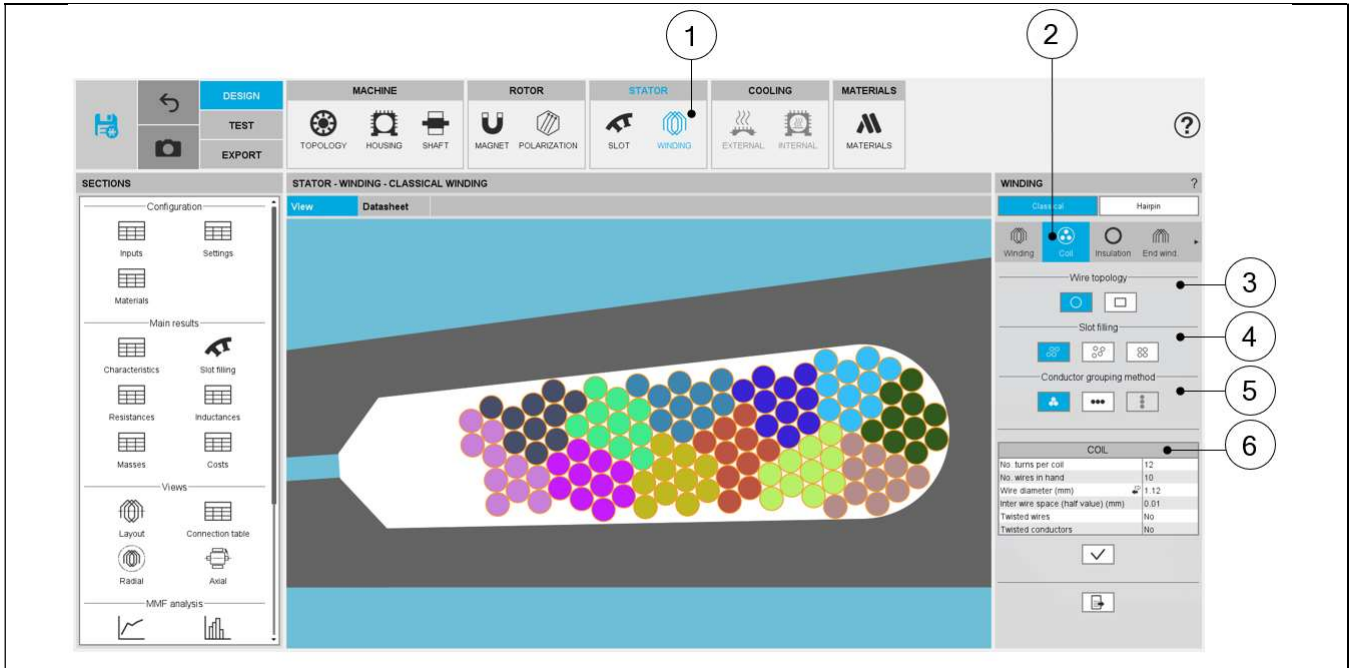 1
2
DESIGN
TEST
EXPORT
MACHINE
TOPOLOGY
HOUSING
SHAFT
ROTOR
MAGNET
POLARIZATION
STATOR
SLOT
WINDING
COOLING
EXTERNAL
INTERNAL
MATERIALS
MATERIALS
?
SECTIONS
Configuration
Inputs
Settings
Materials
Main results
Characteristics
Slot filling
Resistances
Inductances
Masses
Costs
Views
Layout
Connection table
Radial
Axial
MMF analysis
STATOR - WINDING - CLASSICAL WINDING
View
Datasheet
WINDING ?
Classical
Hairpin
Winding
Coil
Insulation
End wind.
Wire topology
3
Slot filling
4
Conductor grouping method
5
COIL
6
No. turns per coil 12
No. wires in hand 10
Wire diameter (mm) 1.12
Inter wire space (half value) (mm) 0.01
Twisted wires No
Twisted conductors No